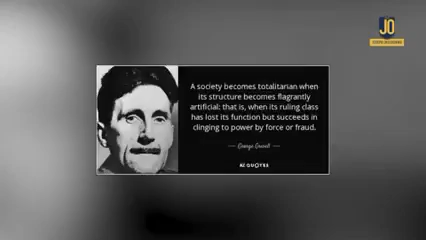 JO
A society becomes totalitarian when
its structure becomes flagrantly
artificial: that is, when its ruling class
has lost its function but succeeds in
clinging to power by force or fraud.
— George Orwell —
AZ QUOTES